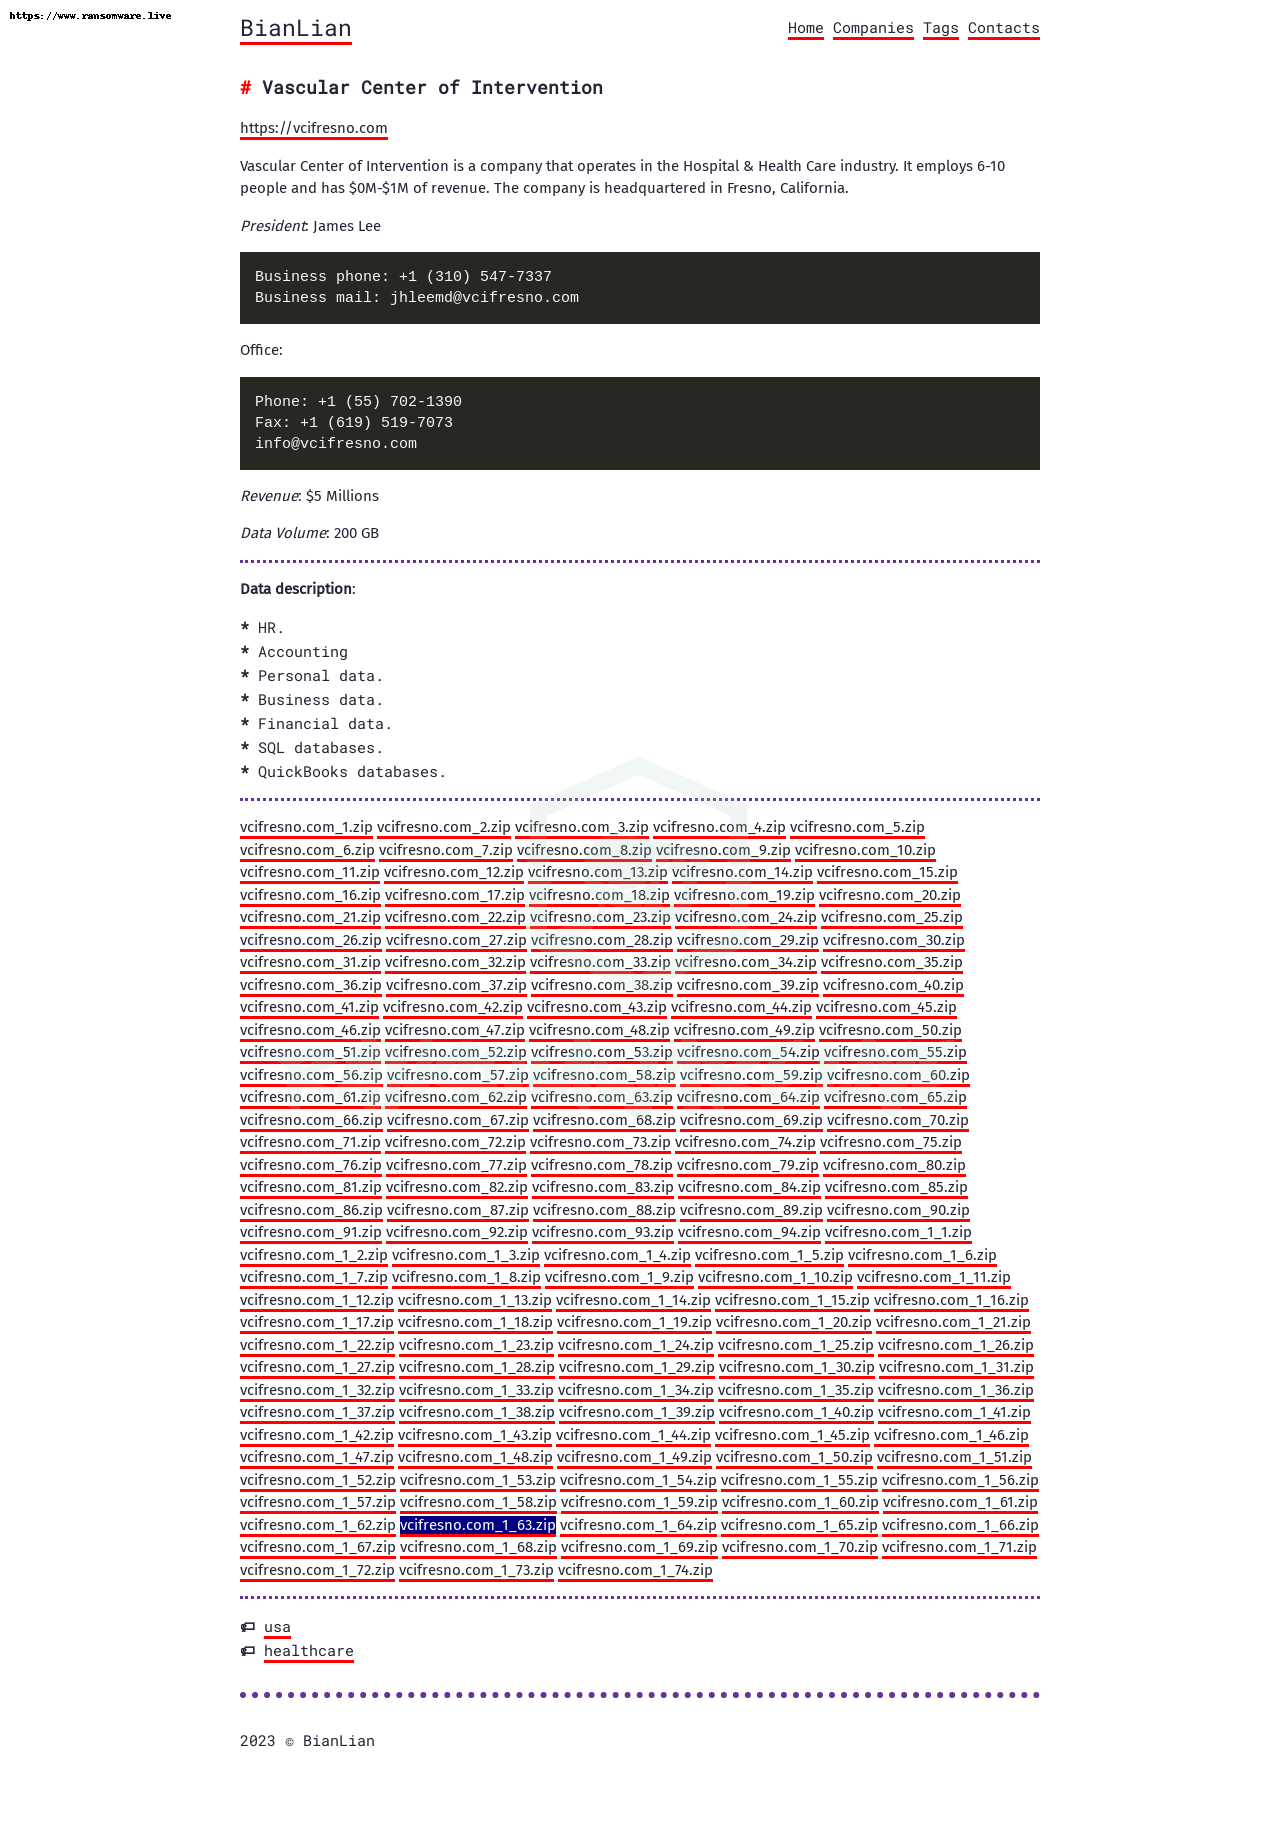 https://www.ransomware.live
BianLian
Home Companies Tags Contacts
# Vascular Center of Intervention
https://vcifresno.com
Vascular Center of Intervention is a company that operates in the Hospital & Health Care industry. It employs 6-10
people and has $0M-$1M of revenue. The company is headquartered in Fresno, California.
President: James Lee
Business phone: +1 (310) 547-7337
Business mail: jhleemd@vcifresno.com
Office:
Phone: +1 (55) 702-1390
Fax: +1 (619) 519-7073
info@vcifresno.com
Revenue: $5 Millions
Data Volume: 200 GB
Data description:
* HR.
* Accounting
* Personal data.
* Business data.
* Financial data.
* SQL databases.
* QuickBooks databases.
vcifresno.com_1.zip vcifresno.com_2.zip vcifresno.com_3.zip vcifresno.com_4.zip vcifresno.com_5.zip
vcifresno.com_6.zip vcifresno.com_7.zip vcifresno.com_8.zip vcifresno.com_9.zip vcifresno.com_10.zip
vcifresno.com_11.zip vcifresno.com_12.zip vcifresno.com_13.zip vcifresno.com_14.zip vcifresno.com_15.zip
vcifresno.com_16.zip vcifresno.com_17.zip vcifresno.com_18.zip vcifresno.com_19.zip vcifresno.com_20.zip
vcifresno.com_21.zip vcifresno.com_22.zip vcifresno.com_23.zip vcifresno.com_24.zip vcifresno.com_25.zip
vcifresno.com_26.zip vcifresno.com_27.zip vcifresno.com_28.zip vcifresno.com_29.zip vcifresno.com_30.zip
vcifresno.com_31.zip vcifresno.com_32.zip vcifresno.com_33.zip vcifresno.com_34.zip vcifresno.com_35.zip
vcifresno.com_36.zip vcifresno.com_37.zip vcifresno.com_38.zip vcifresno.com_39.zip vcifresno.com_40.zip
vcifresno.com_41.zip vcifresno.com_42.zip vcifresno.com_43.zip vcifresno.com_44.zip vcifresno.com_45.zip
vcifresno.com_46.zip vcifresno.com_47.zip vcifresno.com_48.zip vcifresno.com_49.zip vcifresno.com_50.zip
vcifresno.com_51.zip vcifresno.com_52.zip vcifresno.com_53.zip vcifresno.com_54.zip vcifresno.com_55.zip
vcifresno.com_56.zip vcifresno.com_57.zip vcifresno.com_58.zip vcifresno.com_59.zip vcifresno.com_60.zip
vcifresno.com_61.zip vcifresno.com_62.zip vcifresno.com_63.zip vcifresno.com_64.zip vcifresno.com_65.zip
vcifresno.com_66.zip vcifresno.com_67.zip vcifresno.com_68.zip vcifresno.com_69.zip vcifresno.com_70.zip
vcifresno.com_71.zip vcifresno.com_72.zip vcifresno.com_73.zip vcifresno.com_74.zip vcifresno.com_75.zip
vcifresno.com_76.zip vcifresno.com_77.zip vcifresno.com_78.zip vcifresno.com_79.zip vcifresno.com_80.zip
vcifresno.com_81.zip vcifresno.com_82.zip vcifresno.com_83.zip vcifresno.com_84.zip vcifresno.com_85.zip
vcifresno.com_86.zip vcifresno.com_87.zip vcifresno.com_88.zip vcifresno.com_89.zip vcifresno.com_90.zip
vcifresno.com_91.zip vcifresno.com_92.zip vcifresno.com_93.zip vcifresno.com_94.zip vcifresno.com_1_1.zip
vcifresno.com_1_2.zip vcifresno.com_1_3.zip vcifresno.com_1_4.zip vcifresno.com_1_5.zip vcifresno.com_1_6.zip
vcifresno.com_1_7.zip vcifresno.com_1_8.zip vcifresno.com_1_9.zip vcifresno.com_1_10.zip vcifresno.com_1_11.zip
vcifresno.com_1_12.zip vcifresno.com_1_13.zip vcifresno.com_1_14.zip vcifresno.com_1_15.zip vcifresno.com_1_16.zip
vcifresno.com_1_17.zip vcifresno.com_1_18.zip vcifresno.com_1_19.zip vcifresno.com_1_20.zip vcifresno.com_1_21.zip
vcifresno.com_1_22.zip vcifresno.com_1_23.zip vcifresno.com_1_24.zip vcifresno.com_1_25.zip vcifresno.com_1_26.zip
vcifresno.com_1_27.zip vcifresno.com_1_28.zip vcifresno.com_1_29.zip vcifresno.com_1_30.zip vcifresno.com_1_31.zip
vcifresno.com_1_32.zip vcifresno.com_1_33.zip vcifresno.com_1_34.zip vcifresno.com_1_35.zip vcifresno.com_1_36.zip
vcifresno.com_1_37.zip vcifresno.com_1_38.zip vcifresno.com_1_39.zip vcifresno.com_1_40.zip vcifresno.com_1_41.zip
vcifresno.com_1_42.zip vcifresno.com_1_43.zip vcifresno.com_1_44.zip vcifresno.com_1_45.zip vcifresno.com_1_46.zip
vcifresno.com_1_47.zip vcifresno.com_1_48.zip vcifresno.com_1_49.zip vcifresno.com_1_50.zip vcifresno.com_1_51.zip
vcifresno.com_1_52.zip vcifresno.com_1_53.zip vcifresno.com_1_54.zip vcifresno.com_1_55.zip vcifresno.com_1_56.zip
vcifresno.com_1_57.zip vcifresno.com_1_58.zip vcifresno.com_1_59.zip vcifresno.com_1_60.zip vcifresno.com_1_61.zip
vcifresno.com_1_62.zip vcifresno.com_1_63.zip vcifresno.com_1_64.zip vcifresno.com_1_65.zip vcifresno.com_1_66.zip
vcifresno.com_1_67.zip vcifresno.com_1_68.zip vcifresno.com_1_69.zip vcifresno.com_1_70.zip vcifresno.com_1_71.zip
vcifresno.com_1_72.zip vcifresno.com_1_73.zip vcifresno.com_1_74.zip
usa
healthcare
2023 © BianLian